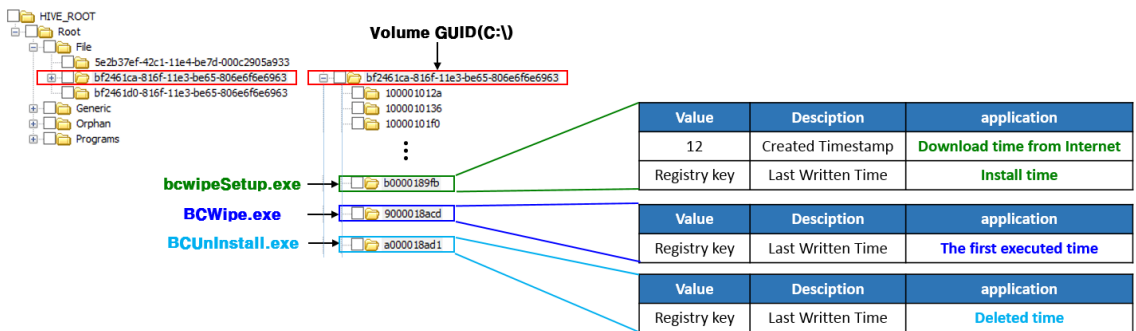 HIVE_ROOT
Root
File
5e2b37ef-42c1-11e4-be7d-000c2905a933
bf2461ca-816f-11e3-be65-806e6f6e6963
bf2461d0-816f-11e3-be65-806e6f6e6963
Generic
Orphan
Programs
Volume GUID(C:\)
bf2461ca-816f-11e3-be65-806e6f6e6963
100001012a
1000010136
10000101f0
bcwipeSetup.exe
b0000189fb
BCWipe.exe
9000018acd
BCUnInstall.exe
a000018ad1
Value Desciption application
12 Created Timestamp Download time from Internet
Registry key Last Written Time Install time
Value Desciption application
Registry key Last Written Time The first executed time
Value Desciption application
Registry key Last Written Time Deleted time